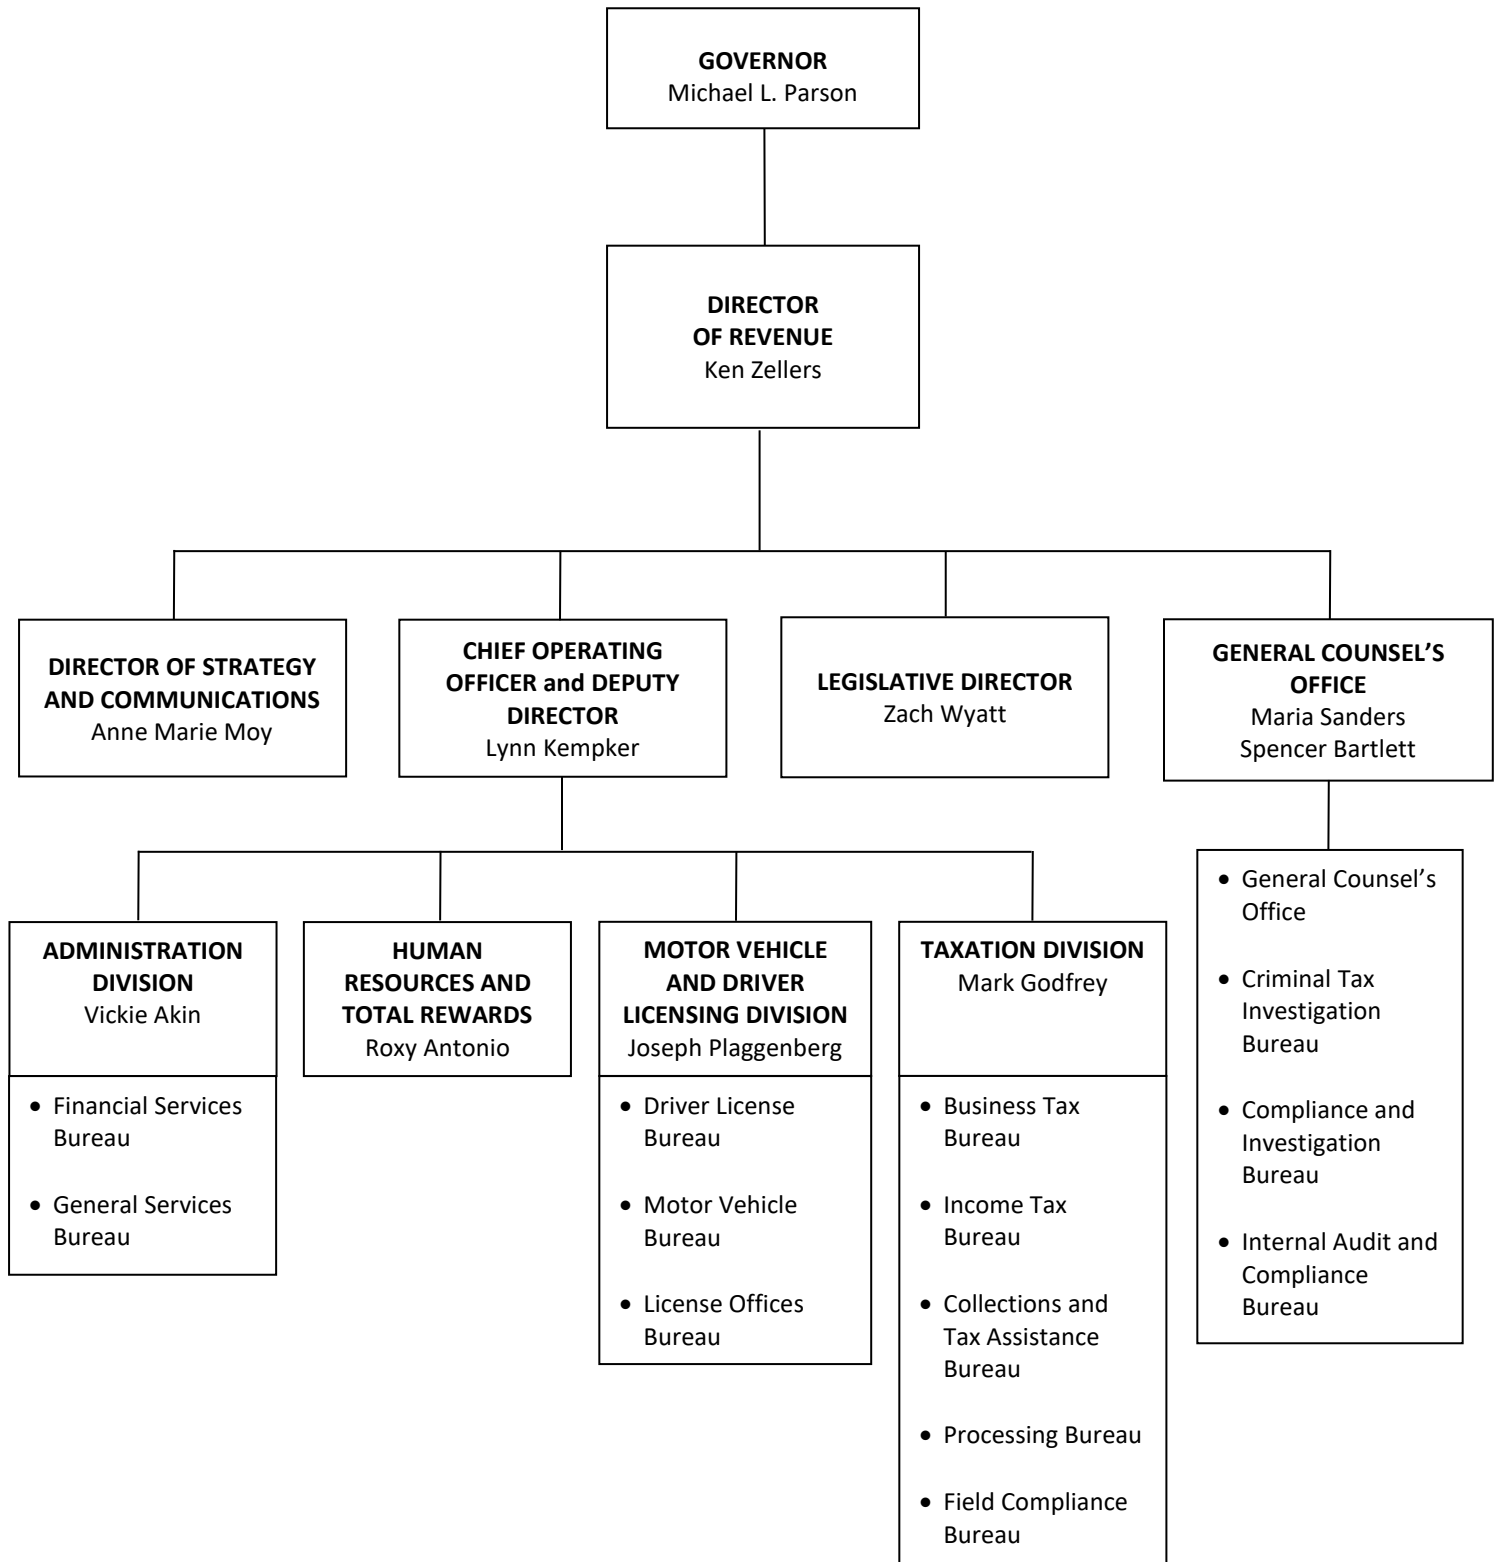 GOVERNOR
Michael L. Parson
DIRECTOR
OF REVENUE
Ken Zellers
DIRECTOR OF STRATEGY
AND COMMUNICATIONS
Anne Marie Moy
CHIEF OPERATING
OFFICER and DEPUTY
DIRECTOR
Lynn Kempker
LEGISLATIVE DIRECTOR
Zach Wyatt
GENERAL COUNSEL’S
OFFICE
Maria Sanders
Spencer Bartlett
ADMINISTRATION
DIVISION
Vickie Akin
• Financial Services
Bureau
• General Services
Bureau
HUMAN
RESOURCES AND
TOTAL REWARDS
Roxy Antonio
MOTOR VEHICLE
AND DRIVER
LICENSING DIVISION
Joseph Plaggenberg
• Driver License
Bureau
• Motor Vehicle
Bureau
• License Offices
Bureau
TAXATION DIVISION
Mark Godfrey
• Business Tax
Bureau
• Income Tax
Bureau
• Collections and
Tax Assistance
Bureau
• Processing Bureau
• Field Compliance
Bureau
• General Counsel’s
Office
• Criminal Tax
Investigation
Bureau
• Compliance and
Investigation
Bureau
• Internal Audit and
Compliance
Bureau